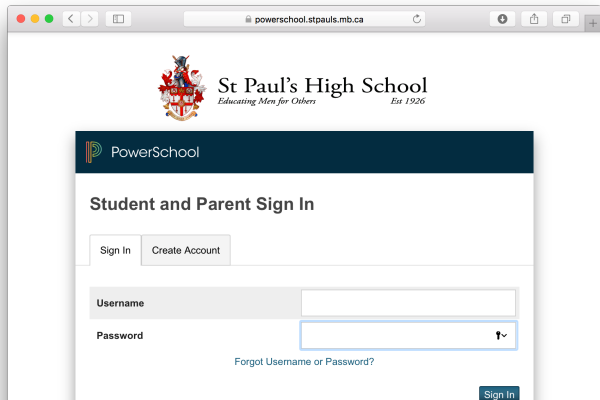 powerschool.stpauls.mb.ca
St Paul's High School
Educating Men for Others Est 1926
PowerSchool
Student and Parent Sign In
Sign In Create Account
Username
Password
Forgot Username or Password?
Sign In